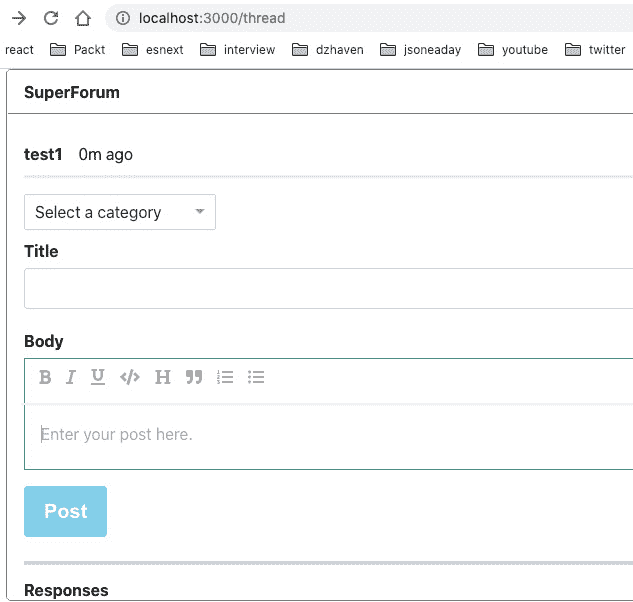 localhost:3000/thread
react Packt esnext interview dzhaven jsoneaday youtube twitter
SuperForum
test1 0m ago
Select a category
Title
Body
B I U </> H
Enter your post here.
Post
Responses